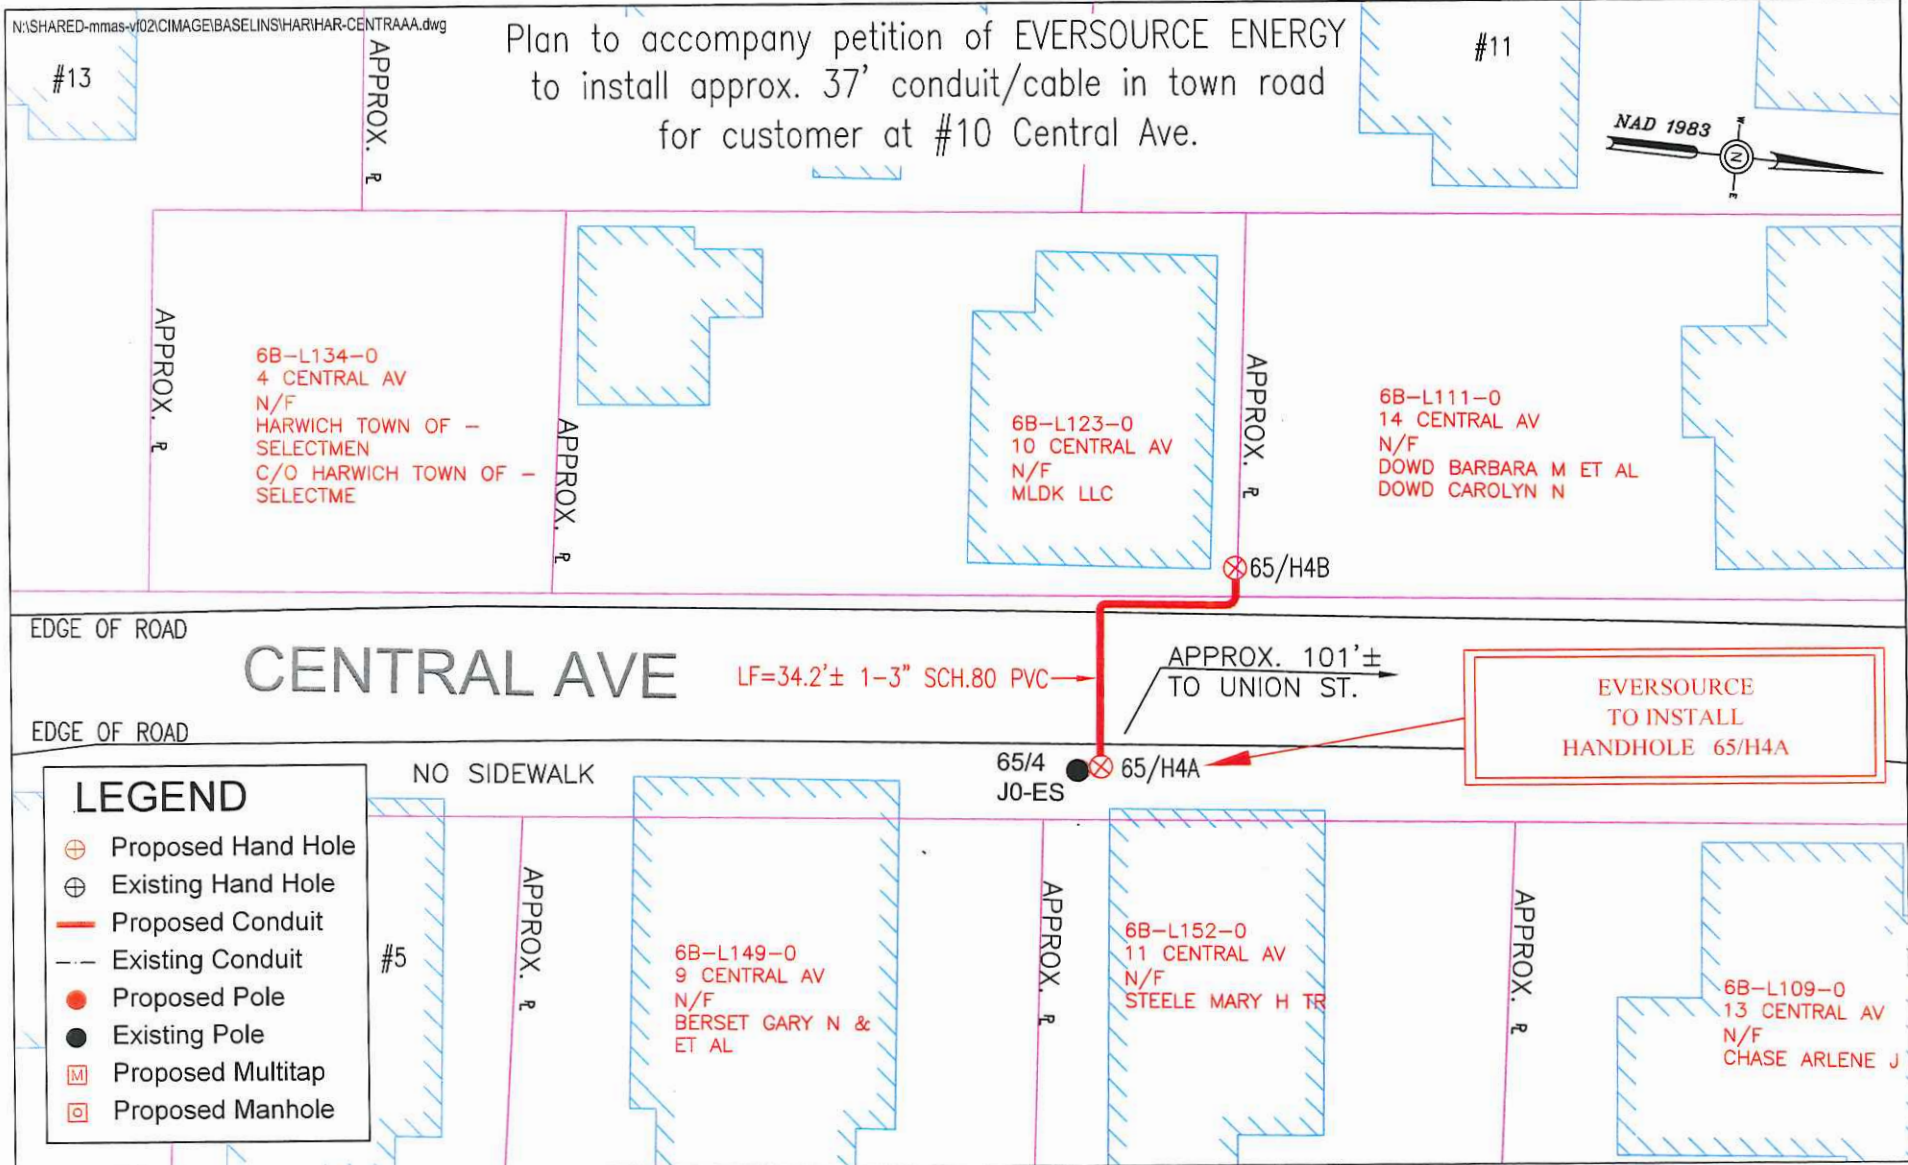 N:\SHARED-mmas-vf02\CIMAGE\BASELINS\HAR\HAR-CENTRAAA.dwg
Plan to accompany petition of EVERSOURCE ENERGY
to install approx. 37' conduit/cable in town road
for customer at #10 Central Ave.
#13
#11
APPROX. ℄
NAD 1983
N
W
E
APPROX. ℄
6B-L134-0
4 CENTRAL AV
N/F
HARWICH TOWN OF -
SELECTMEN
C/O HARWICH TOWN OF -
SELECTME
APPROX. ℄
6B-L123-0
10 CENTRAL AV
N/F
MLDK LLC
APPROX. ℄
6B-L111-0
14 CENTRAL AV
N/F
DOWD BARBARA M ET AL
DOWD CAROLYN N
65/H4B
EDGE OF ROAD
CENTRAL AVE
LF=34.2'± 1-3" SCH.80 PVC
APPROX. 101'±
TO UNION ST.
EVERSOURCE
TO INSTALL
HANDHOLE 65/H4A
EDGE OF ROAD
NO SIDEWALK
65/4
JO-ES
65/H4A
LEGEND
Proposed Hand Hole
Existing Hand Hole
Proposed Conduit
Existing Conduit
Proposed Pole
Existing Pole
M Proposed Multitap
Proposed Manhole
#5
APPROX. ℄
6B-L149-0
9 CENTRAL AV
N/F
BERSET GARY N &
ET AL
APPROX. ℄
6B-L152-0
11 CENTRAL AV
N/F
STEELE MARY H TR
APPROX. ℄
6B-L109-0
13 CENTRAL AV
N/F
CHASE ARLENE J